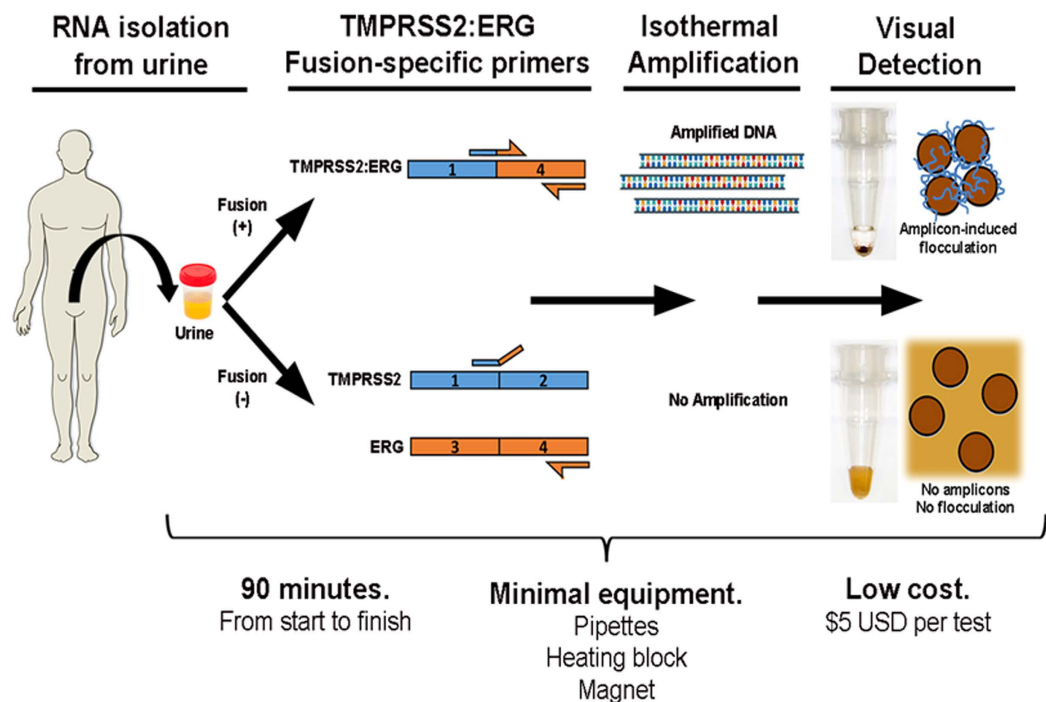 RNA isolation
from urine
TMPRSS2:ERG
Fusion-specific primers
Isothermal
Amplification
Visual
Detection
Fusion
(+)
Urine
Fusion
(-)
TMPRSS2:ERG
1
4
TMPRSS2
1
2
ERG
3
4
Amplified DNA
No Amplification
Amplicon-induced
flocculation
No amplicons
No flocculation
90 minutes.
From start to finish
Minimal equipment.
Pipettes
Heating block
Magnet
Low cost.
$5 USD per test